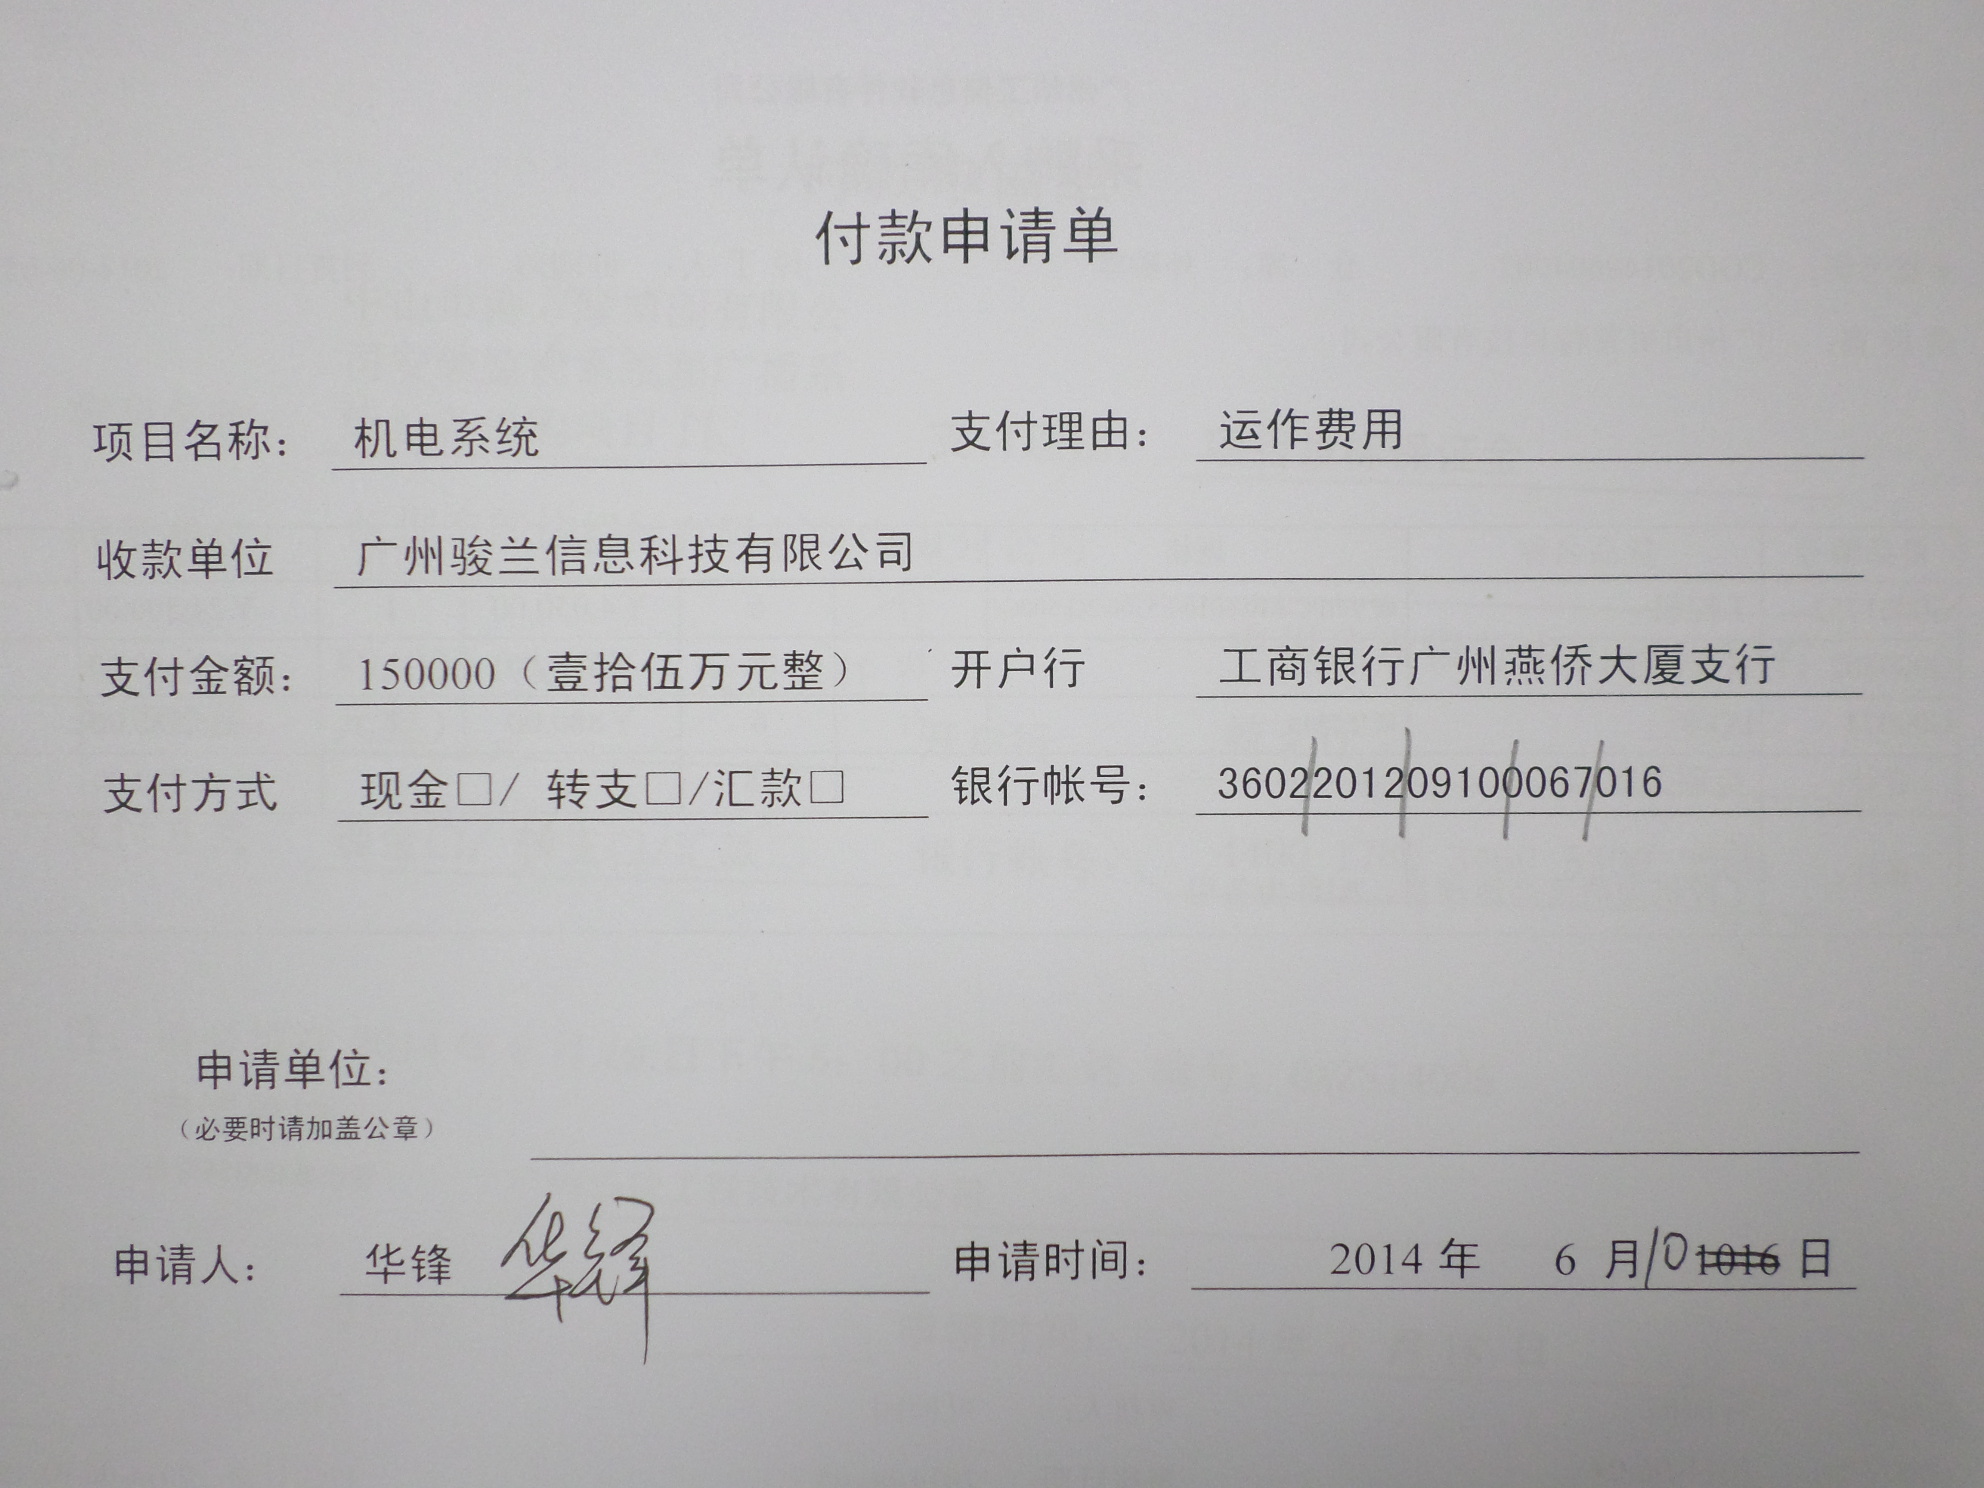 付款申请单
项目名称： 机电系统 支付理由： 运作费用
收款单位 广州骏兰信息科技有限公司
支付金额： 150000（壹拾伍万元整） 开户行 工商银行广州燕侨大厦支行
支付方式 现金□/ 转支□/汇款□ 银行帐号： 3602201209100067016
申请单位：
（必要时请加盖公章）
申请人： 华锋 华锋 申请时间： 2014 年 6 月10 1016 日